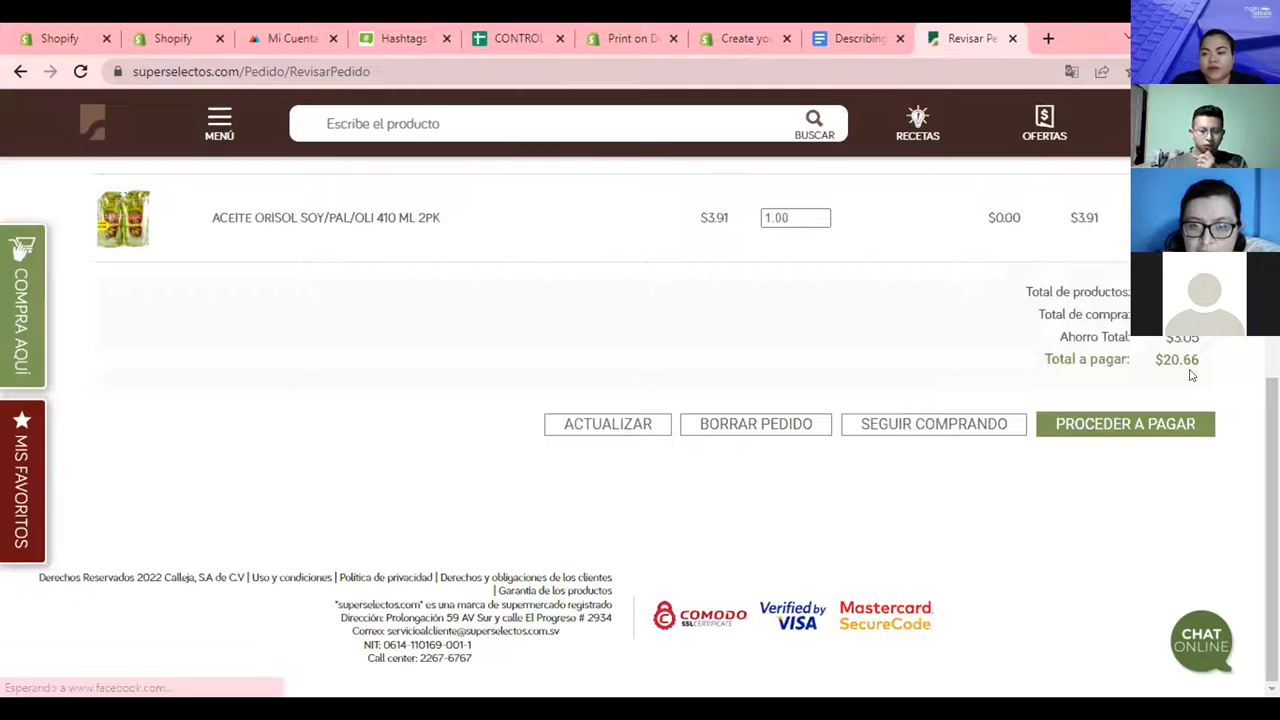 Shopify
Shopify
Mi Cuenta
Hashtags
CONTROL
Print on D
Create you
Describing
Revisar Pe
superselectos.com/Pedido/RevisarPedido
MENÚ
Escribe el producto
BUSCAR
RECETAS
OFERTAS
ACEITE ORISOL SOY/PAL/OLI 410 ML 2PK $3.91 1.00 $0.00 $3.91
COMPRA AQUÍ
MIS FAVORITOS
Total de productos:
Total de compra:
Ahorro Total: $3.05
Total a pagar: $20.66
ACTUALIZAR
BORRAR PEDIDO
SEGUIR COMPRANDO
PROCEDER A PAGAR
Derechos Reservados 2022 Calleja, S.A de C.V | Uso y condiciones | Política de privacidad | Derechos y obligaciones de los clientes
| Garantía de los productos
"superselectos.com" es una marca de supermercado registrado
Dirección: Prolongación 59 AV Sur y calle El Progreso # 2934
Correo: servicioalcliente@superselectos.com.sv
NIT: 0614-110169-001-1
Call center: 2267-6767
COMODO
SSL CERTIFICATE
Verified by
VISA
Mastercard
SecureCode
CHAT
ONLINE
Esperando a www.facebook.com...